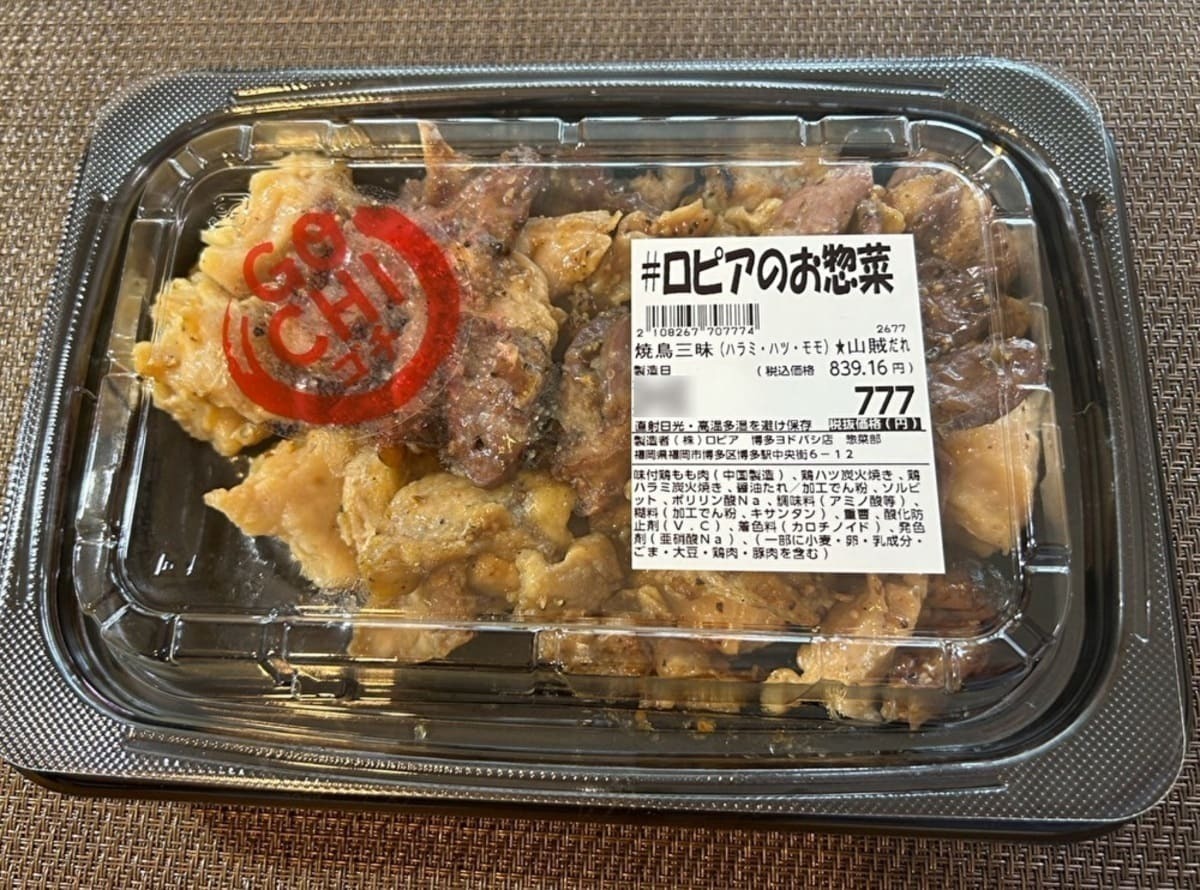 GO
CHI
ゴチ
#ロピアのお惣菜
2 108267 707774
2677
焼鳥三昧(ハラミ・ハツ・モモ)★山賊だれ
製造日 (税込価格 839.16円)
777
直射日光・高温多湿を避け保存 税抜価格(円)
製造者(株)ロピア 博多ヨドバシ店 惣菜部
福岡県福岡市博多区博多駅中央街6-12
味付鶏もも肉(中国製造)、鶏ハツ炭火焼き、鶏
ハラミ炭火焼き、醤油たれ/加工でん粉、ソルビ
ット、ポリリン酸Na、調味料(アミノ酸等)、
糊料(加工でん粉、キサンタン)、重曹、酸化防
止剤(V.C)、着色料(カロチノイド)、発色
剤(亜硝酸Na)、(一部に小麦・卵・乳成分・
ごま・大豆・鶏肉・豚肉を含む)